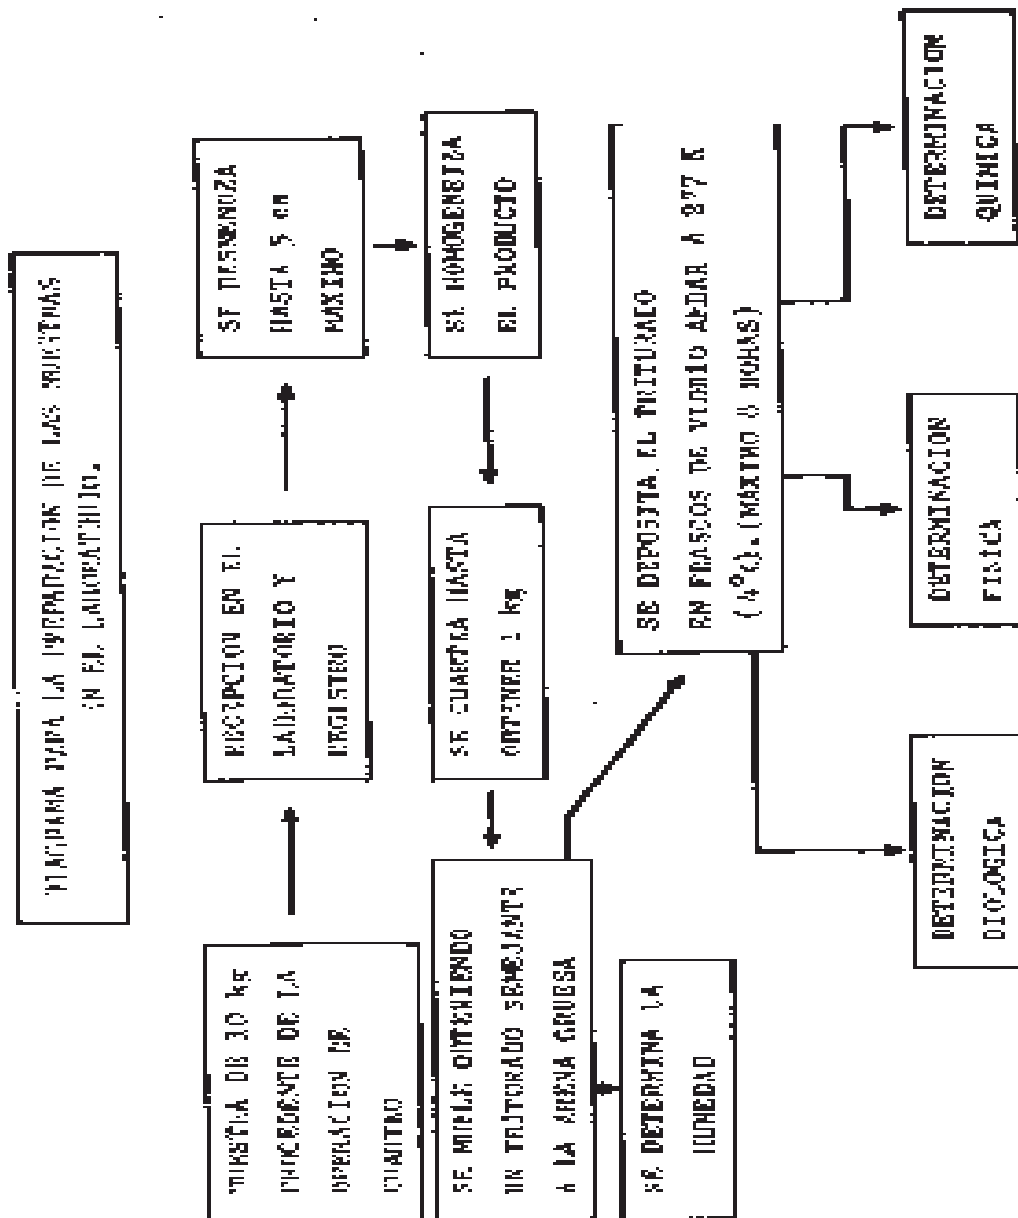 DIAGRAMA PARA LA PREPARACION DE LAS MUESTRAS
EN EL LABORATORIO.
MUESTRA DE 10 kg
PROCEDENTE DE LA
OPERACION DE
CUARTEO
RECEPCION EN EL
LABORATORIO Y
REGISTRO
SE DESMENUZA
HASTA 5 cm
MAXIMO
SE HOMOGENEIZA
EL PRODUCTO
SE CUARTEA HASTA
OBTENER 1 kg
SE MUELE OBTENIENDO
UN TRITURADO SEMEJANTE
A LA ARENA GRUESA
SE DETERMINA LA
HUMEDAD
SE DEPOSITA EL TRITURADO
EN FRASCOS DE VIDRIO AMBAR A 277 K
(4°C). (MAXIMO 8 HORAS)
DETERMINACION
BIOLOGICA
DETERMINACION
FISICA
DETERMINACION
QUIMICA